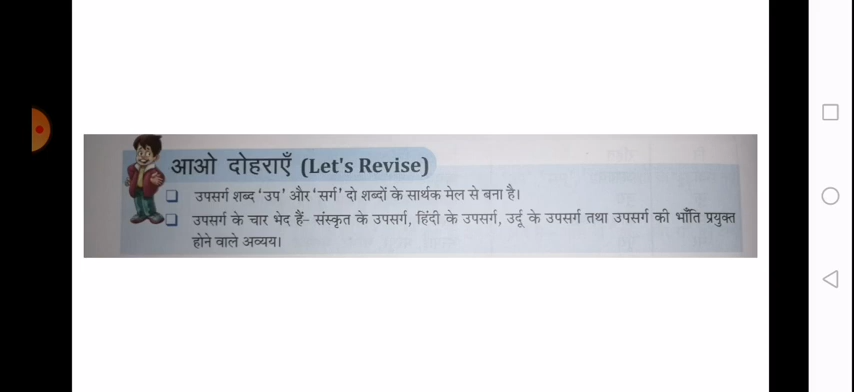 आओ दोहराएँ (Let's Revise)
❑ उपसर्ग शब्द 'उप' और 'सर्ग' दो शब्दों के सार्थक मेल से बना है।
❑ उपसर्ग के चार भेद हैं- संस्कृत के उपसर्ग, हिंदी के उपसर्ग, उर्दू के उपसर्ग तथा उपसर्ग की भाँति प्रयुक्त
होने वाले अव्यय।